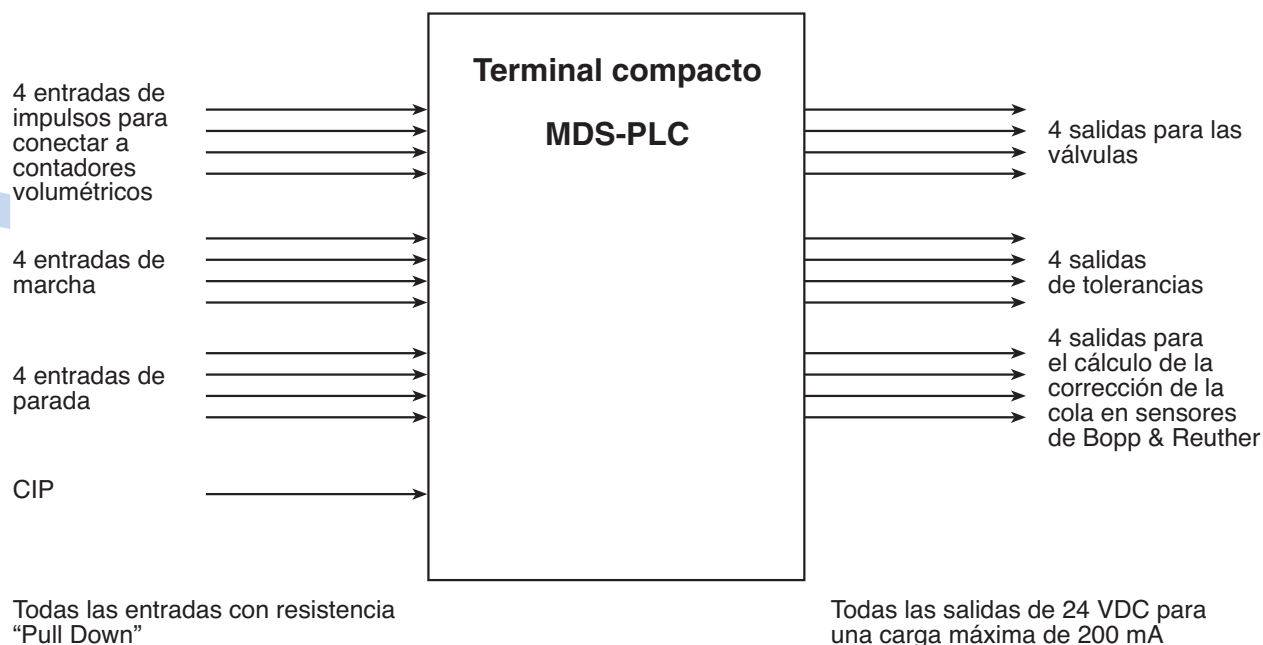 Terminal compacto
MDS-PLC
4 entradas de
impulsos para
conectar a
contadores
volumétricos
4 entradas de
marcha
4 entradas de
parada
CIP
4 salidas para las
válvulas
4 salidas
de tolerancias
4 salidas para
el cálculo de la
corrección de la
cola en sensores
de Bopp & Reuther
Todas las entradas con resistencia
“Pull Down”
Todas las salidas de 24 VDC para
una carga máxima de 200 mA